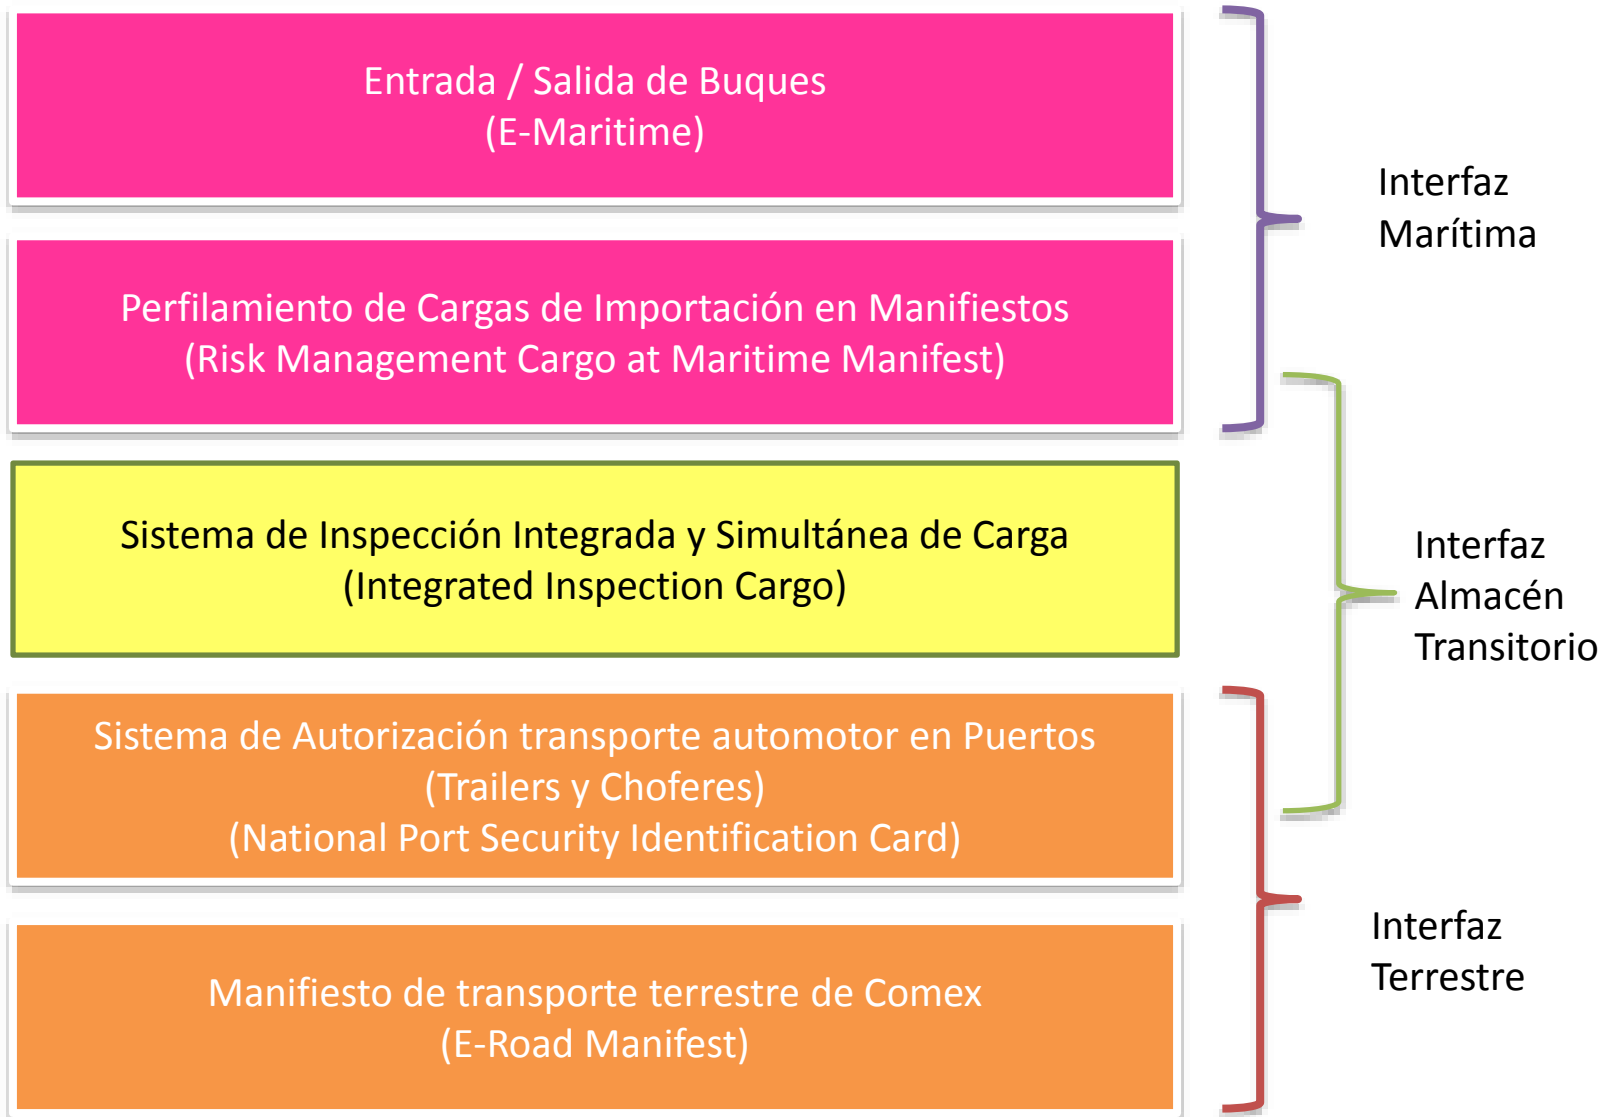 Entrada / Salida de Buques
(E-Maritime)
Perfilamiento de Cargas de Importación en Manifiestos
(Risk Management Cargo at Maritime Manifest)
Interfaz
Marítima
Sistema de Inspección Integrada y Simultánea de Carga
(Integrated Inspection Cargo)
Interfaz
Almacén
Transitorio
Sistema de Autorización transporte automotor en Puertos
(Trailers y Choferes)
(National Port Security Identification Card)
Manifiesto de transporte terrestre de Comex
(E-Road Manifest)
Interfaz
Terrestre